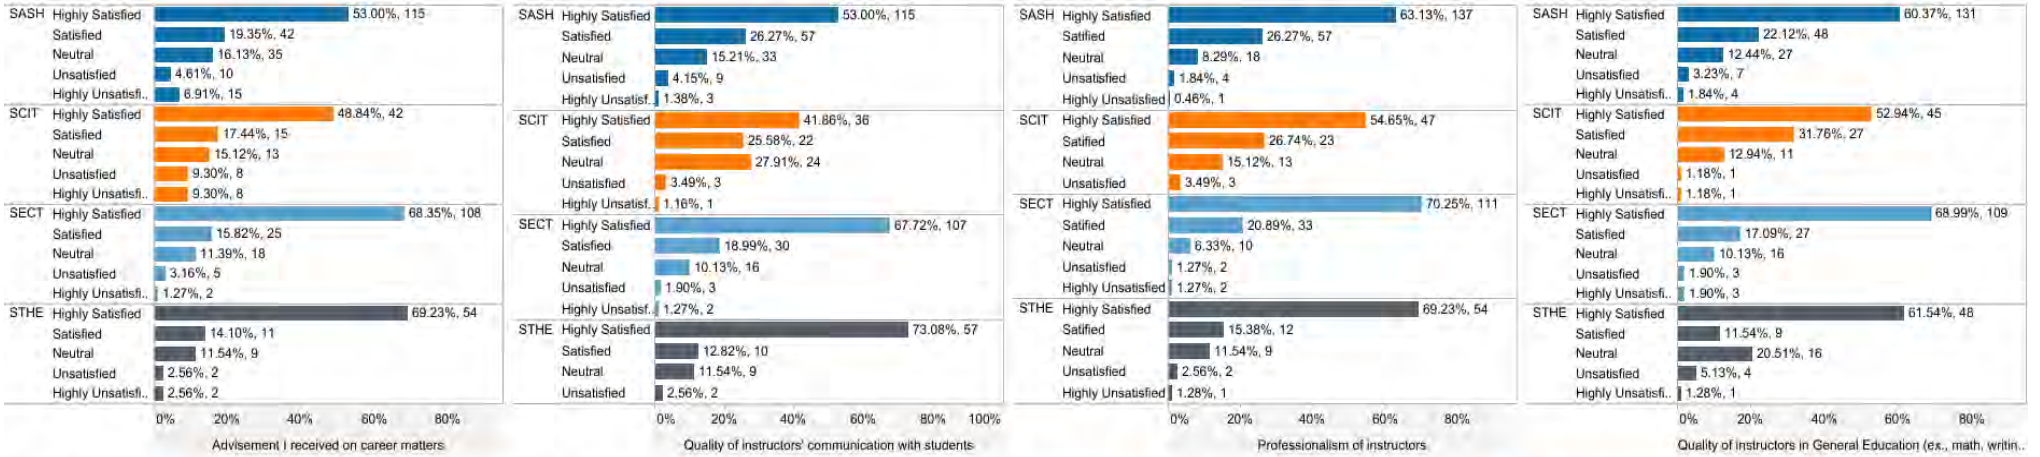 SASH Highly Satisfied 53.00%, 115
Satisfied 19.35%, 42
Neutral 16.13%, 35
Unsatisfied 4.61%, 10
Highly Unsatisfi.. 6.91%, 15
SCIT Highly Satisfied 48.84%, 42
Satisfied 17.44%, 15
Neutral 15.12%, 13
Unsatisfied 9.30%, 8
Highly Unsatisfi.. 9.30%, 8
SECT Highly Satisfied 68.35%, 108
Satisfied 15.82%, 25
Neutral 11.39%, 18
Unsatisfied 3.16%, 5
Highly Unsatisfi.. 1.27%, 2
STHE Highly Satisfied 69.23%, 54
Satisfied 14.10%, 11
Neutral 11.54%, 9
Unsatisfied 2.56%, 2
Highly Unsatisfi.. 2.56%, 2
0% 20% 40% 60% 80%
Advisement I received on career matters
SASH Highly Satisfied 53.00%, 115
Satisfied 26.27%, 57
Neutral 15.21%, 33
Unsatisfied 4.15%, 9
Highly Unsatisf.. 1.38%, 3
SCIT Highly Satisfied 41.86%, 36
Satisfied 25.58%, 22
Neutral 27.91%, 24
Unsatisfied 3.49%, 3
Highly Unsatisf.. 1.16%, 1
SECT Highly Satisfied 67.72%, 107
Satisfied 18.99%, 30
Neutral 10.13%, 16
Unsatisfied 1.90%, 3
Highly Unsatisf.. 1.27%, 2
STHE Highly Satisfied 73.08%, 57
Satisfied 12.82%, 10
Neutral 11.54%, 9
Unsatisfied 2.56%, 2
0% 20% 40% 60% 80% 100%
Quality of instructors' communication with students
SASH Highly Satisfied 63.13%, 137
Satified 26.27%, 57
Neutral 8.29%, 18
Unsatisfied 1.84%, 4
Highly Unsatisfied 0.46%, 1
SCIT Highly Satisfied 54.65%, 47
Satified 26.74%, 23
Neutral 15.12%, 13
Unsatisfied 3.49%, 3
SECT Highly Satisfied 70.25%, 111
Satified 20.89%, 33
Neutral 6.33%, 10
Unsatisfied 1.27%, 2
Highly Unsatisfied 1.27%, 2
STHE Highly Satisfied 69.23%, 54
Satified 15.38%, 12
Neutral 11.54%, 9
Unsatisfied 2.56%, 2
Highly Unsatisfied 1.28%, 1
0% 20% 40% 60% 80%
Professionalism of instructors
SASH Highly Satisfied 60.37%, 131
Satisfied 22.12%, 48
Neutral 12.44%, 27
Unsatisfied 3.23%, 7
Highly Unsatisfi.. 1.84%, 4
SCIT Highly Satisfied 52.94%, 45
Satisfied 31.76%, 27
Neutral 12.94%, 11
Unsatisfied 1.18%, 1
Highly Unsatisfi.. 1.18%, 1
SECT Highly Satisfied 68.99%, 109
Satisfied 17.09%, 27
Neutral 10.13%, 16
Unsatisfied 1.90%, 3
Highly Unsatisfi.. 1.90%, 3
STHE Highly Satisfied 61.54%, 48
Satisfied 11.54%, 9
Neutral 20.51%, 16
Unsatisfied 5.13%, 4
Highly Unsatisfi.. 1.28%, 1
0% 20% 40% 60% 80%
Quality of instructors in General Education (ex., math, writin..